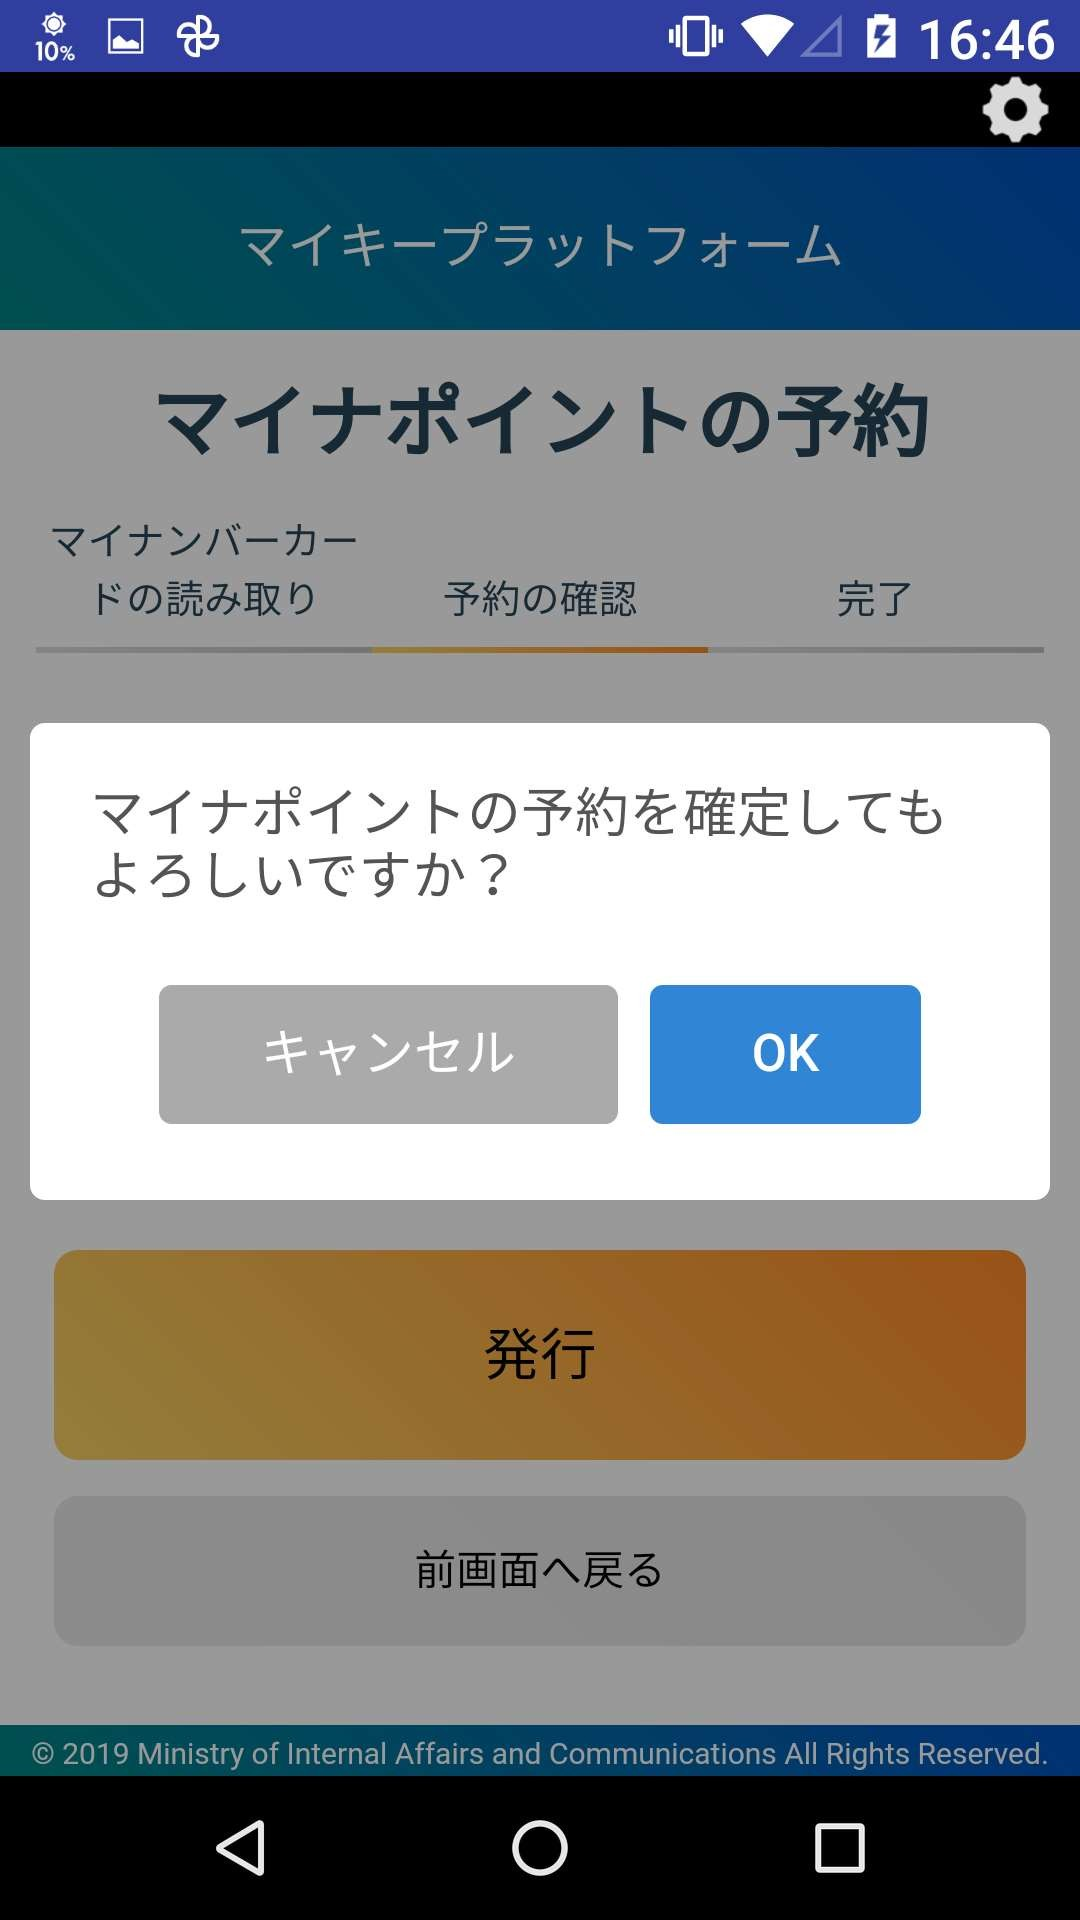 10%
16:46
マイキープラットフォーム
マイナポイントの予約
マイナンバーカー
ドの読み取り
予約の確認
完了
マイナポイントの予約を確定しても
よろしいですか？
キャンセル
OK
発行
前画面へ戻る
© 2019 Ministry of Internal Affairs and Communications All Rights Reserved.